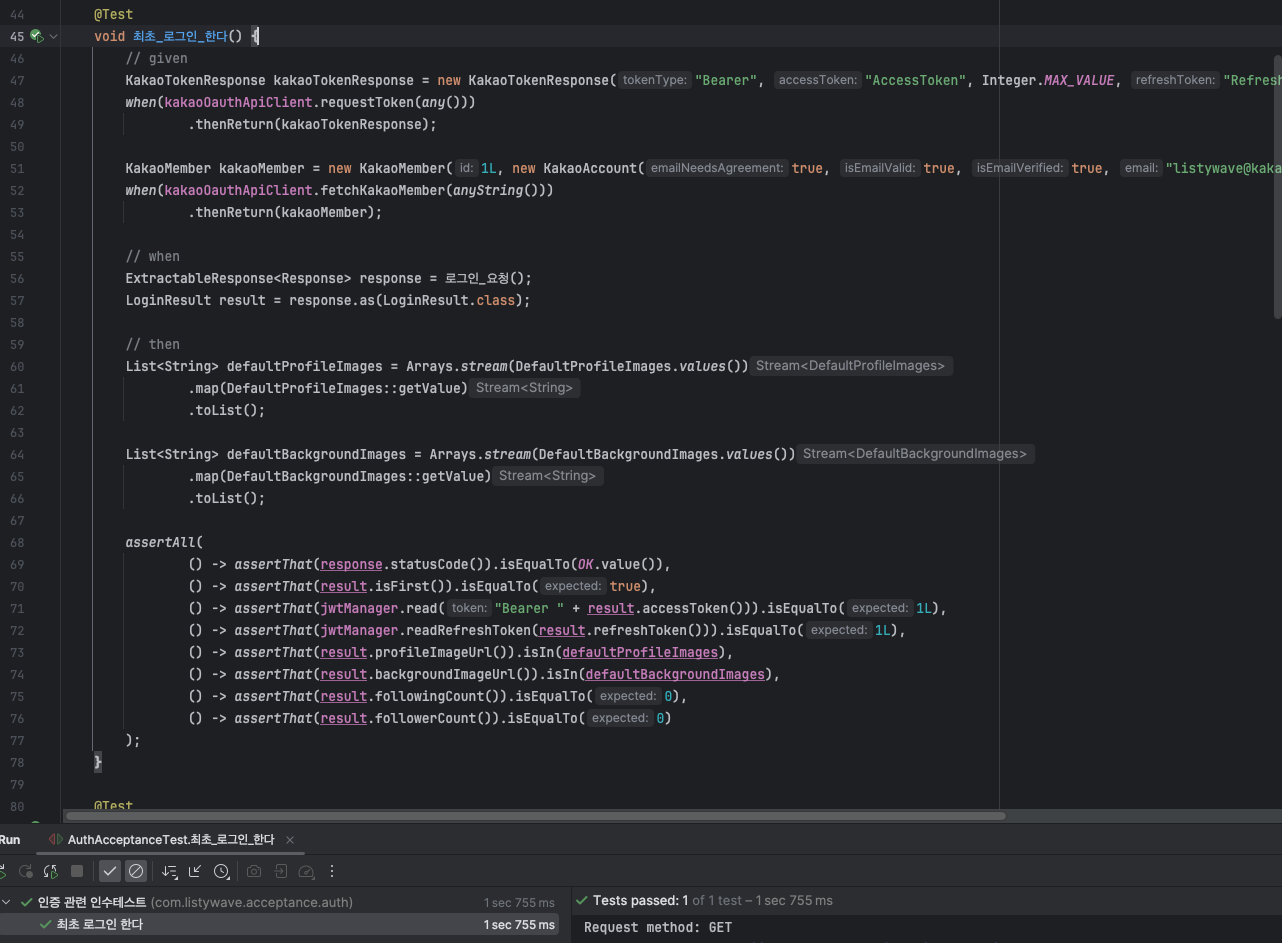 44 @Test
45 void 최초_로그인_한다() {
46 // given
47 KakaoTokenResponse kakaoTokenResponse = new KakaoTokenResponse( tokenType: "Bearer", accessToken: "AccessToken", Integer.MAX_VALUE, refreshToken: "Refresh
48 when(kakaoOauthApiClient.requestToken(any()))
49 .thenReturn(kakaoTokenResponse);
50
51 KakaoMember kakaoMember = new KakaoMember( id: 1L, new KakaoAccount( emailNeedsAgreement: true, isEmailValid: true, isEmailVerified: true, email: "listywave@kaka
52 when(kakaoOauthApiClient.fetchKakaoMember(anyString()))
53 .thenReturn(kakaoMember);
54
55 // when
56 ExtractableResponse<Response> response = 로그인_요청();
57 LoginResult result = response.as(LoginResult.class);
58
59 // then
60 List<String> defaultProfileImages = Arrays.stream(DefaultProfileImages.values()) Stream<DefaultProfileImages>
61 .map(DefaultProfileImages::getValue) Stream<String>
62 .toList();
63
64 List<String> defaultBackgroundImages = Arrays.stream(DefaultBackgroundImages.values()) Stream<DefaultBackgroundImages>
65 .map(DefaultBackgroundImages::getValue) Stream<String>
66 .toList();
67
68 assertAll(
69 () -> assertThat(response.statusCode()).isEqualTo(OK.value()),
70 () -> assertThat(result.isFirst()).isEqualTo( expected: true),
71 () -> assertThat(jwtManager.read( token: "Bearer " + result.accessToken())).isEqualTo( expected: 1L),
72 () -> assertThat(jwtManager.readRefreshToken(result.refreshToken())).isEqualTo( expected: 1L),
73 () -> assertThat(result.profileImageUrl()).isIn(defaultProfileImages),
74 () -> assertThat(result.backgroundImageUrl()).isIn(defaultBackgroundImages),
75 () -> assertThat(result.followingCount()).isEqualTo( expected: 0),
76 () -> assertThat(result.followerCount()).isEqualTo( expected: 0)
77 );
78 }
79
80 @Test
Run AuthAcceptanceTest.최초_로그인_한다
인증 관련 인수테스트 (com.listywave.acceptance.auth) 1 sec 755 ms
최초 로그인 한다 1 sec 755 ms
Tests passed: 1 of 1 test – 1 sec 755 ms
Request method: GET